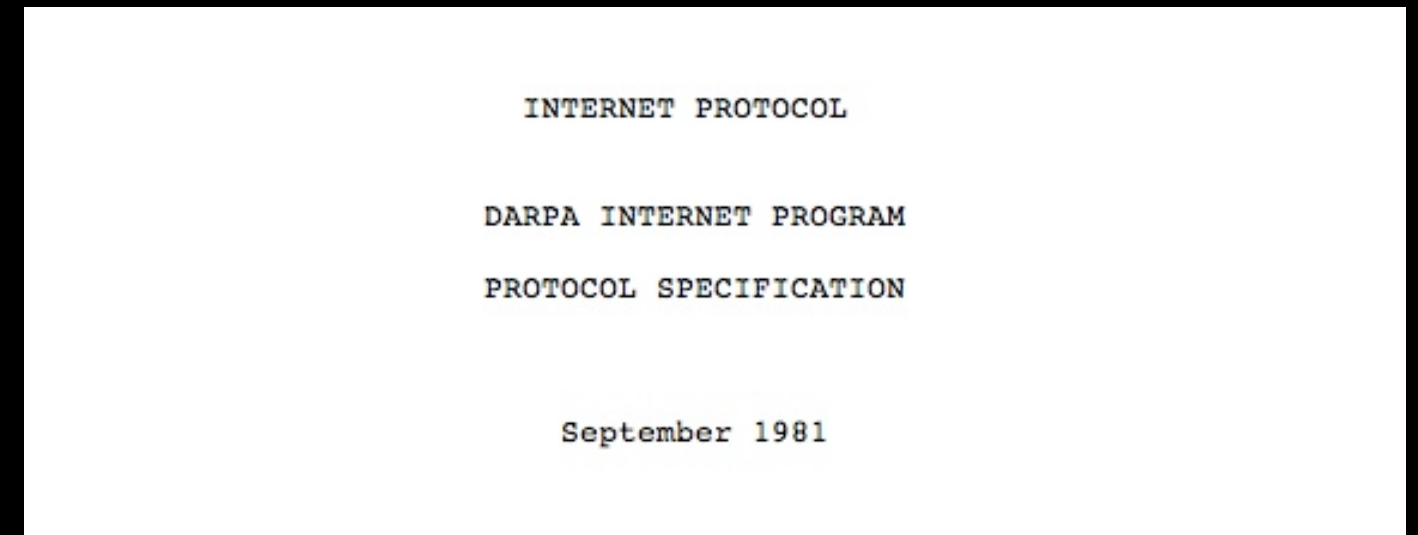 INTERNET PROTOCOL
DARPA INTERNET PROGRAM
PROTOCOL SPECIFICATION
September 1981